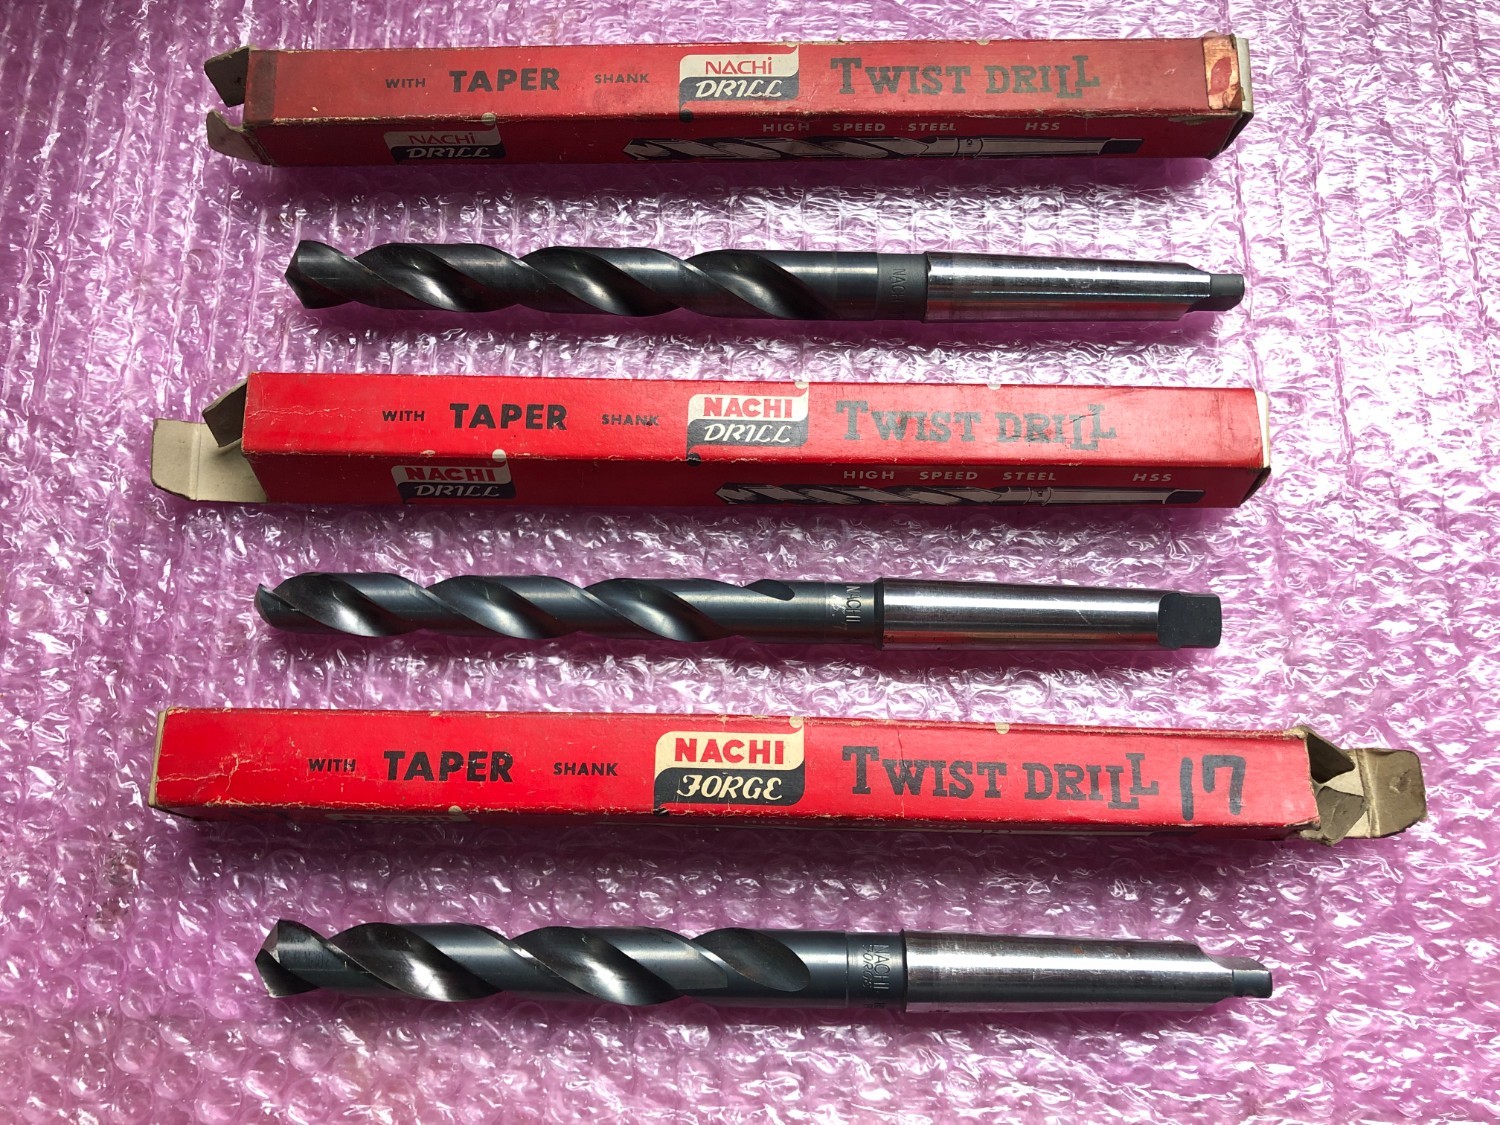 WITH TAPER SHANK NACHi DRILL TWIST DRILL
NACHi DRILL HIGH SPEED STEEL HSS
NACHI
WITH TAPER SHANK NACHI DRILL TWIST DRILL
NACHI DRILL HIGH SPEED STEEL HSS
NACHI
WITH TAPER SHANK NACHI FORGE TWIST DRILL 17
NACHI
FORGE